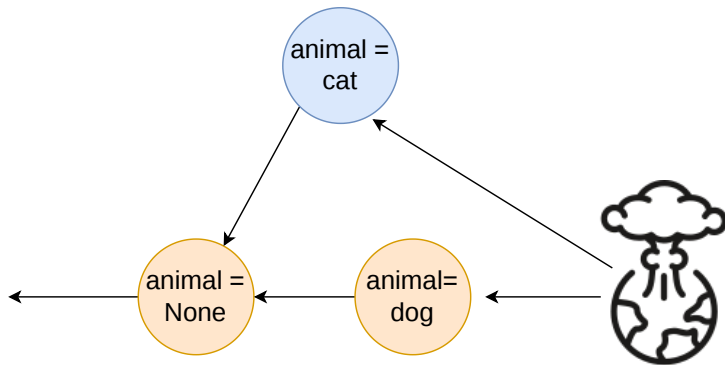 animal =
cat
animal =
None
animal=
dog